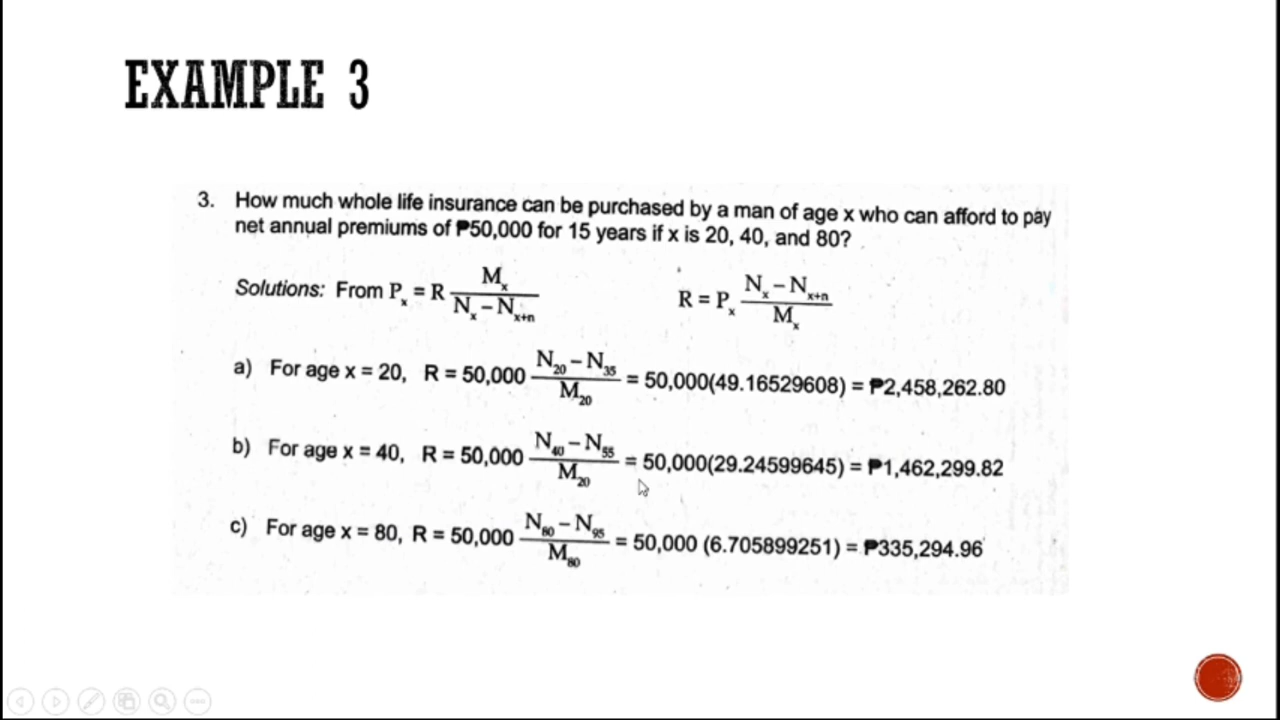 EXAMPLE 3
3. How much whole life insurance can be purchased by a man of age x who can afford to pay
net annual premiums of ₱50,000 for 15 years if x is 20, 40, and 80?
Solutions: From Pₓ = R Mₓ / (Nₓ – Nₓ₊ₙ) R = Pₓ (Nₓ – Nₓ₊ₙ) / Mₓ
a) For age x = 20, R = 50,000 (N₂₀ – N₃₅) / M₂₀ = 50,000(49.16529608) = ₱2,458,262.80
b) For age x = 40, R = 50,000 (N₄₀ – N₅₅) / M₂₀ = 50,000(29.24599645) = ₱1,462,299.82
c) For age x = 80, R = 50,000 (N₈₀ – N₉₅) / M₈₀ = 50,000 (6.705899251) = ₱335,294.96